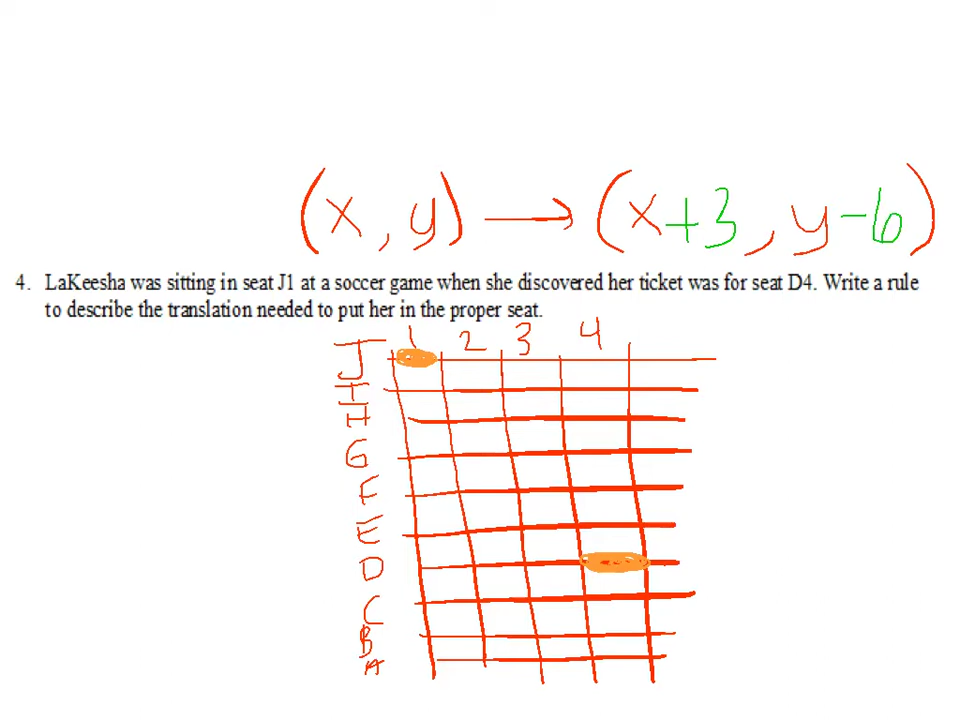 (x, y) → (x+3, y-6)
4. LaKeesha was sitting in seat J1 at a soccer game when she discovered her ticket was for seat D4. Write a rule
to describe the translation needed to put her in the proper seat.
1 2 3 4
J
I
H
G
F
E
D
C
B
A